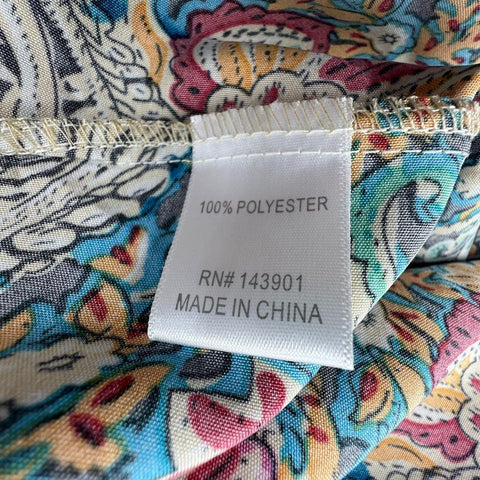 100% POLYESTER
RN# 143901
MADE IN CHINA